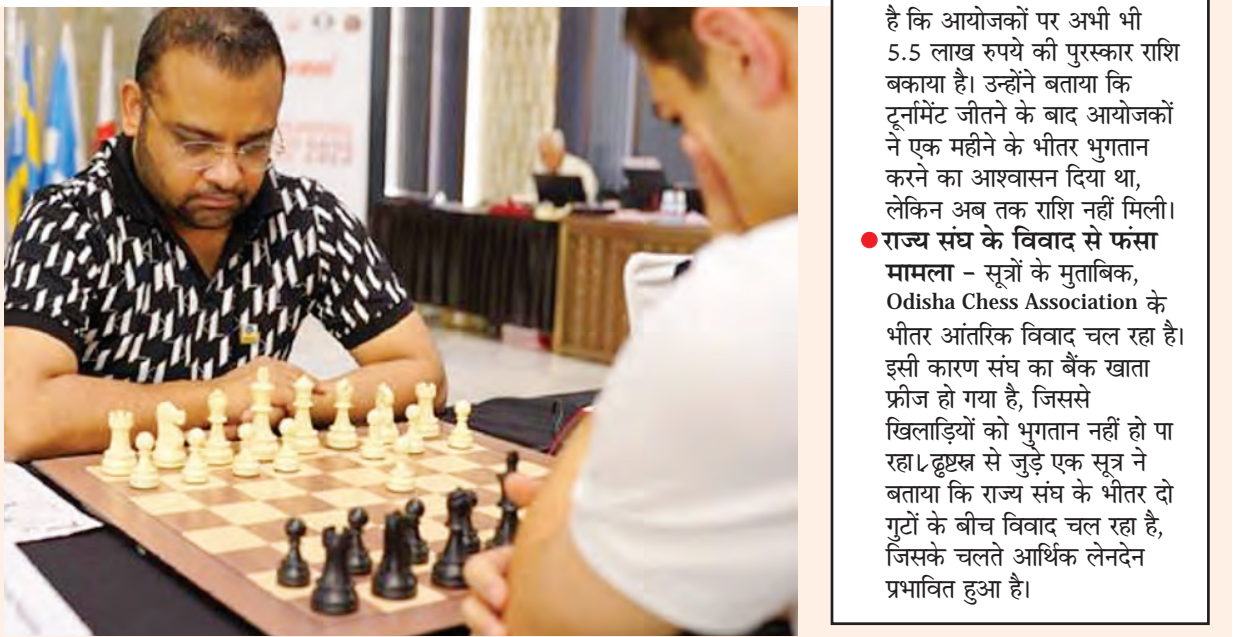 है कि आयोजकों पर अभी भी
5.5 लाख रुपये की पुरस्कार राशि
बकाया है। उन्होंने बताया कि
टूर्नामेंट जीतने के बाद आयोजकों
ने एक महीने के भीतर भुगतान
करने का आश्वासन दिया था,
लेकिन अब तक राशि नहीं मिली।
राज्य संघ के विवाद से फंसा
मामला – सूत्रों के मुताबिक,
Odisha Chess Association के
भीतर आंतरिक विवाद चल रहा है।
इसी कारण संघ का बैंक खाता
फ्रीज हो गया है, जिससे
खिलाड़ियों को भुगतान नहीं हो पा
रहा। से जुड़े एक सूत्र ने
बताया कि राज्य संघ के भीतर दो
गुटों के बीच विवाद चल रहा है,
जिसके चलते आर्थिक लेनदेन
प्रभावित हुआ है।